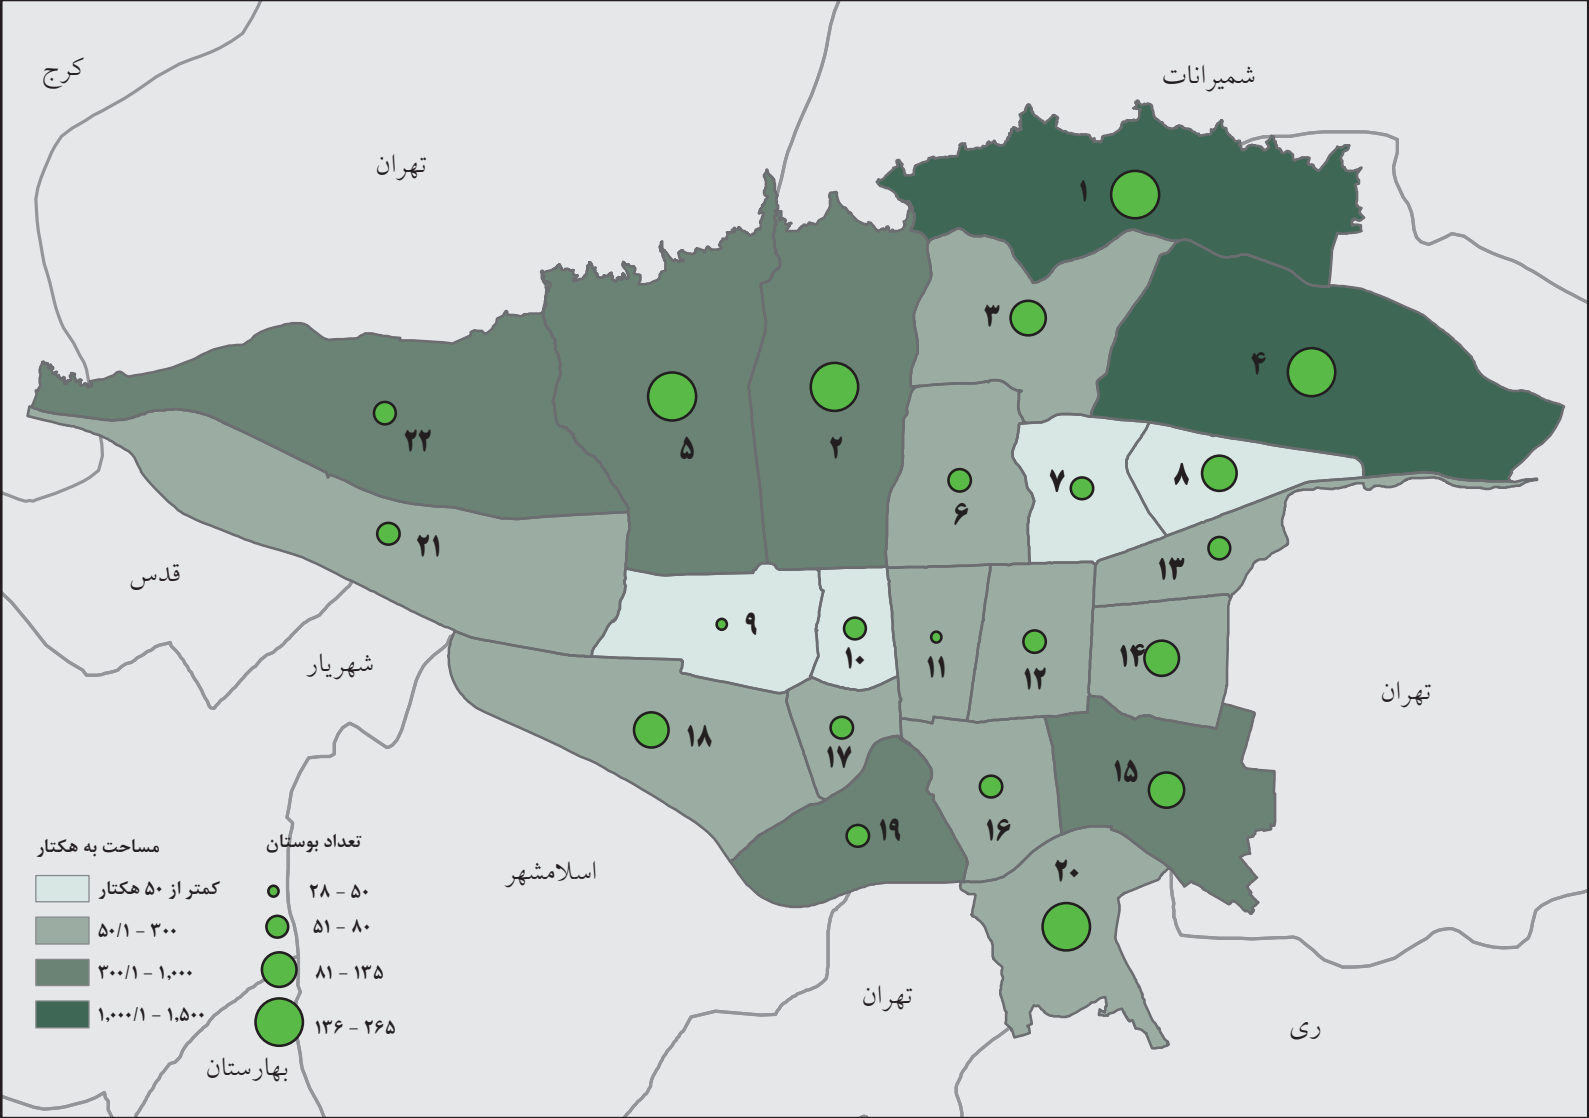 کرج
شمیرانات
تهران
۱
۳
۴
۲۲
۵
۲
۶
۷
۸
۲۱
۱۳
قدس
۹
۱۰
۱۱
۱۲
۱۴
شهریار
تهران
۱۸
۱۷
۱۵
۱۹
۱۶
۲۰
اسلامشهر
تهران
ری
بهارستان
مساحت به هکتار
کمتر از ۵۰ هکتار
۵۰/۱ – ۳۰۰
۳۰۰/۱ – ۱,۰۰۰
۱,۰۰۰/۱ – ۱,۵۰۰
تعداد بوستان
۲۸ – ۵۰
۵۱ – ۸۰
۸۱ – ۱۳۵
۱۳۶ – ۲۶۵